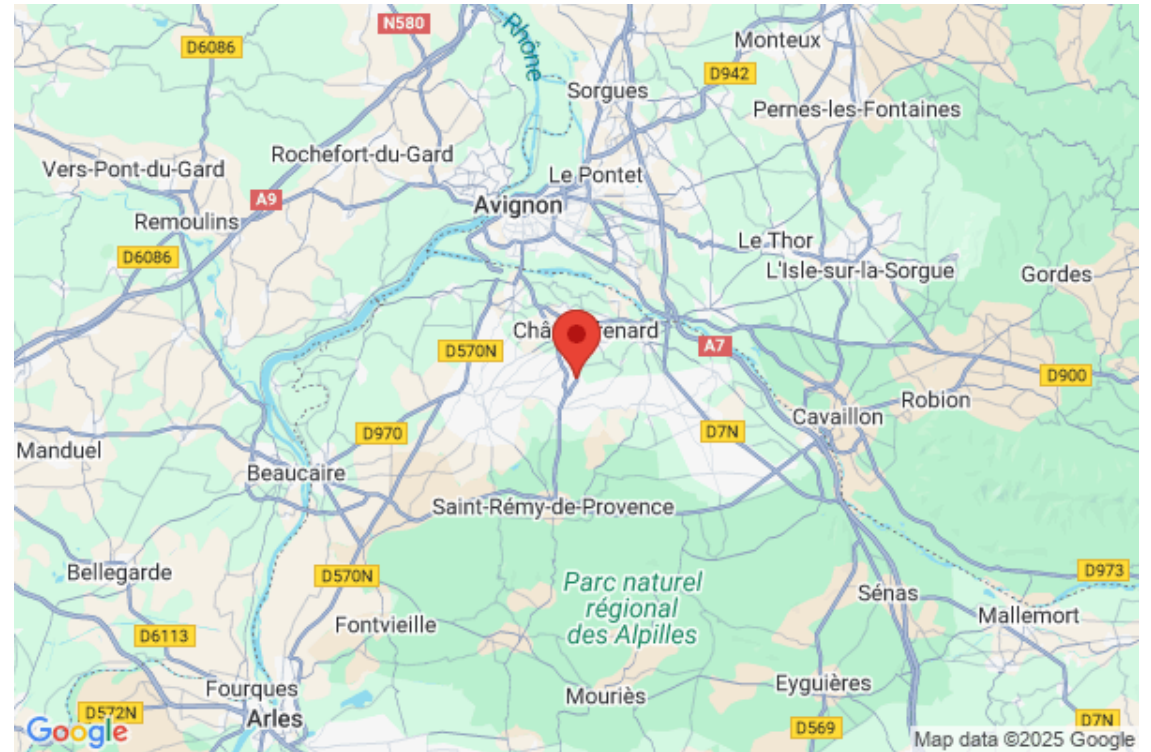 N580
D6086
Rhône
Monteux
D942
Sorgues
Pernes-les-Fontaines
Rochefort-du-Gard
Vers-Pont-du-Gard
Le Pontet
A9
Avignon
Remoulins
Le Thor
D6086
L'Isle-sur-la-Sorgue
Gordes
D570N
A7
D900
Robion
Cavaillon
D970
D7N
Manduel
Beaucaire
Saint-Rémy-de-Provence
Bellegarde
D570N
Parc naturel
régional
des Alpilles
D973
Sénas
Mallemort
D6113
Fontvieille
Fourques
Mouriès
Eyguières
D572N
Arles
D569
D7N
Google
Map data ©2025 Google